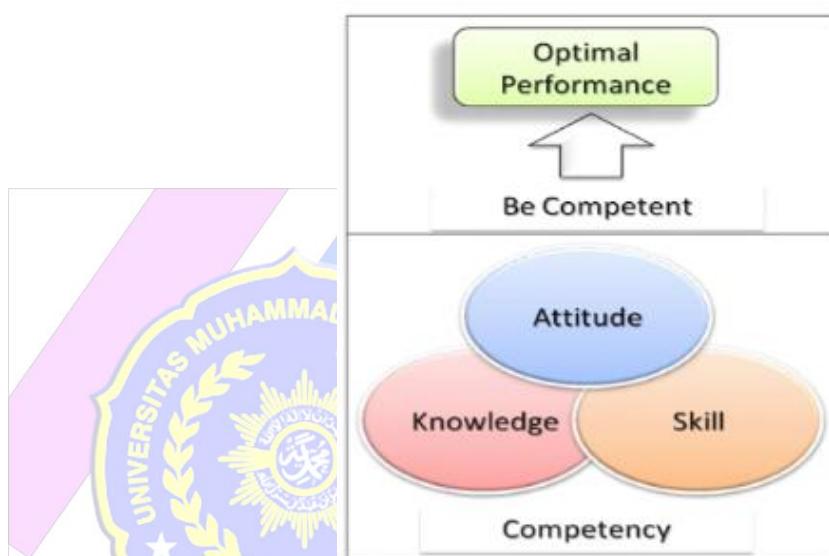 Optimal
Performance
Be Competent
Attitude
Knowledge
Skill
Competency
UNIVERSITAS MUHAMMAD